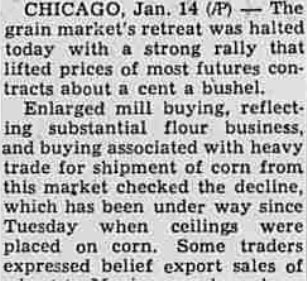 CHICAGO, Jan. 14 (AP) — The
grain market's retreat was halted
today with a strong rally that
lifted prices of most futures con-
tracts about a cent a bushel.
Enlarged mill buying, reflect-
ing substantial flour business,
and buying associated with heavy
trade for shipment of corn from
this market checked the decline,
which has been under way since
Tuesday when ceilings were
placed on corn. Some traders
expressed belief export sales of